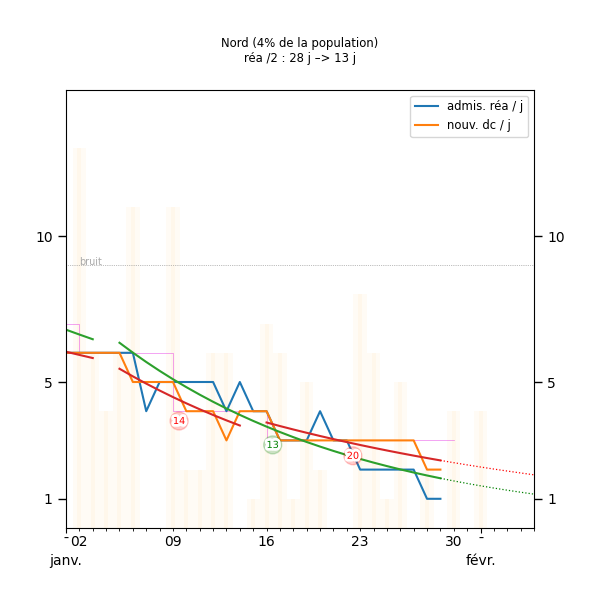 Nord (4% de la population)
réa /2 : 28 j –> 13 j
admis. réa / j
nouv. dc / j
10
10
bruit
5
5
14
13
20
1
1
02
09
16
23
30
janv.
févr.